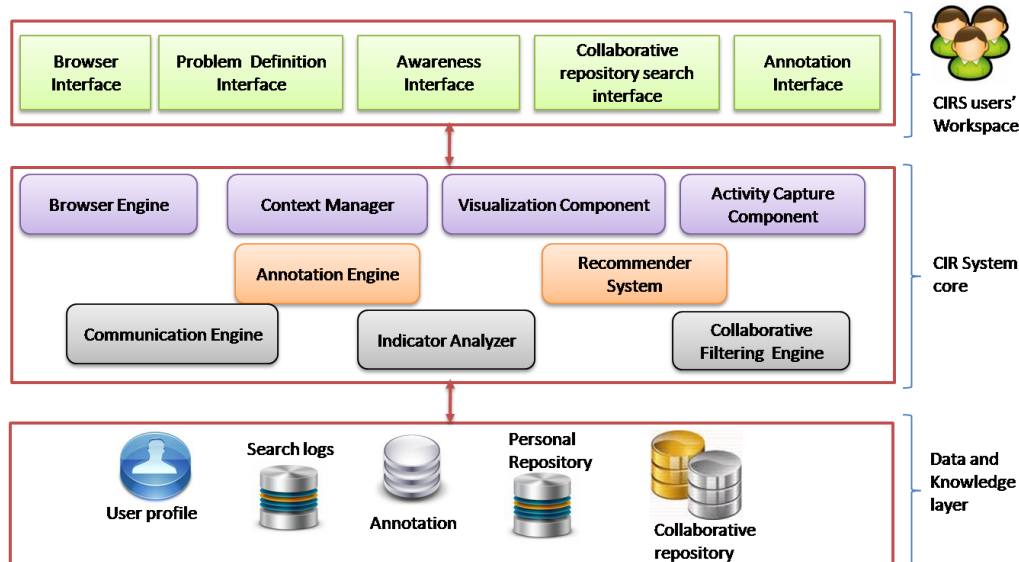 Browser
Interface
Problem Definition
Interface
Awareness
Interface
Collaborative
repository search
interface
Annotation
Interface
CIRS users'
Workspace
Browser Engine
Context Manager
Visualization Component
Activity Capture
Component
Annotation Engine
Recommender
System
CIR System
core
Communication Engine
Indicator Analyzer
Collaborative
Filtering Engine
User profile
Search logs
Annotation
Personal
Repository
Collaborative
repository
Data and
Knowledge
layer